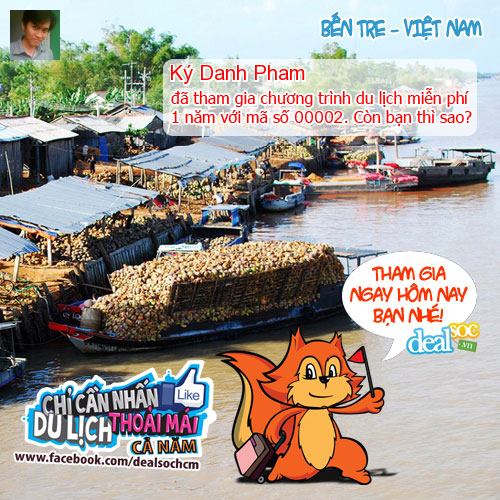 BẾN TRE - VIỆT NAM
Ký Danh Pham
đã tham gia chương trình du lịch miễn phí
1 năm với mã số 00002. Còn bạn thì sao?
THAM GIA
NGAY HÔM NAY
BẠN NHÉ!
dealsoc
.vn
CHỈ CẦN NHẤN Like
DU LỊCH THOẢI MÁI
CẢ NĂM
www.facebook.com/dealsochcm